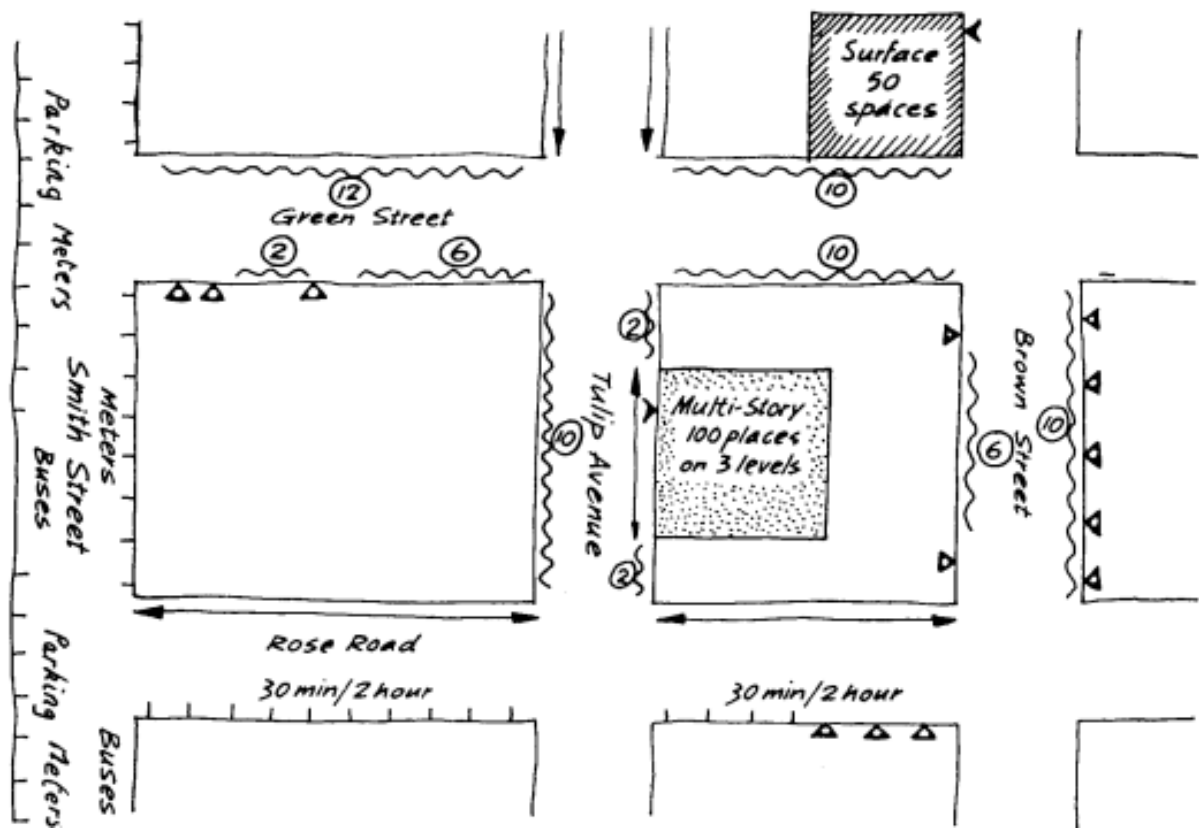 Surface
50
spaces
Parking Meters
12
10
Green Street
2
6
10
2
Meters
Smith Street
Buses
10
Tulip Avenue
Multi-Story
100 places
on 3 levels
6
Brown Street
10
2
Rose Road
30 min/2 hour
30 min/2 hour
Parking Meters
Buses